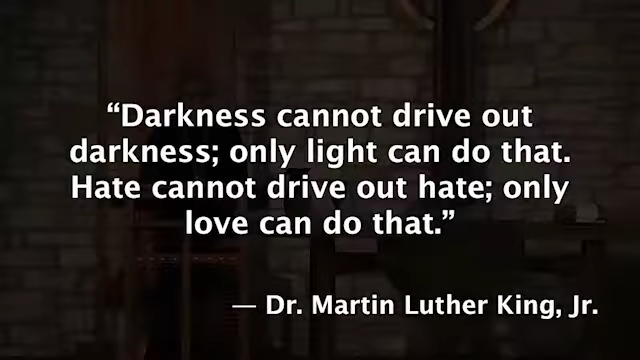 “Darkness cannot drive out
darkness; only light can do that.
Hate cannot drive out hate; only
love can do that.”
— Dr. Martin Luther King, Jr.